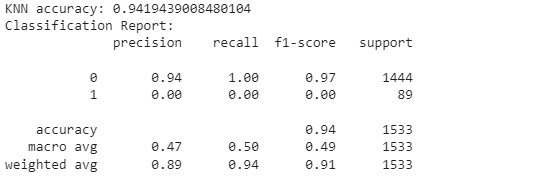 KNN accuracy: 0.9419439008480104
Classification Report:
precision recall f1-score support
0 0.94 1.00 0.97 1444
1 0.00 0.00 0.00 89
accuracy 0.94 1533
macro avg 0.47 0.50 0.49 1533
weighted avg 0.89 0.94 0.91 1533